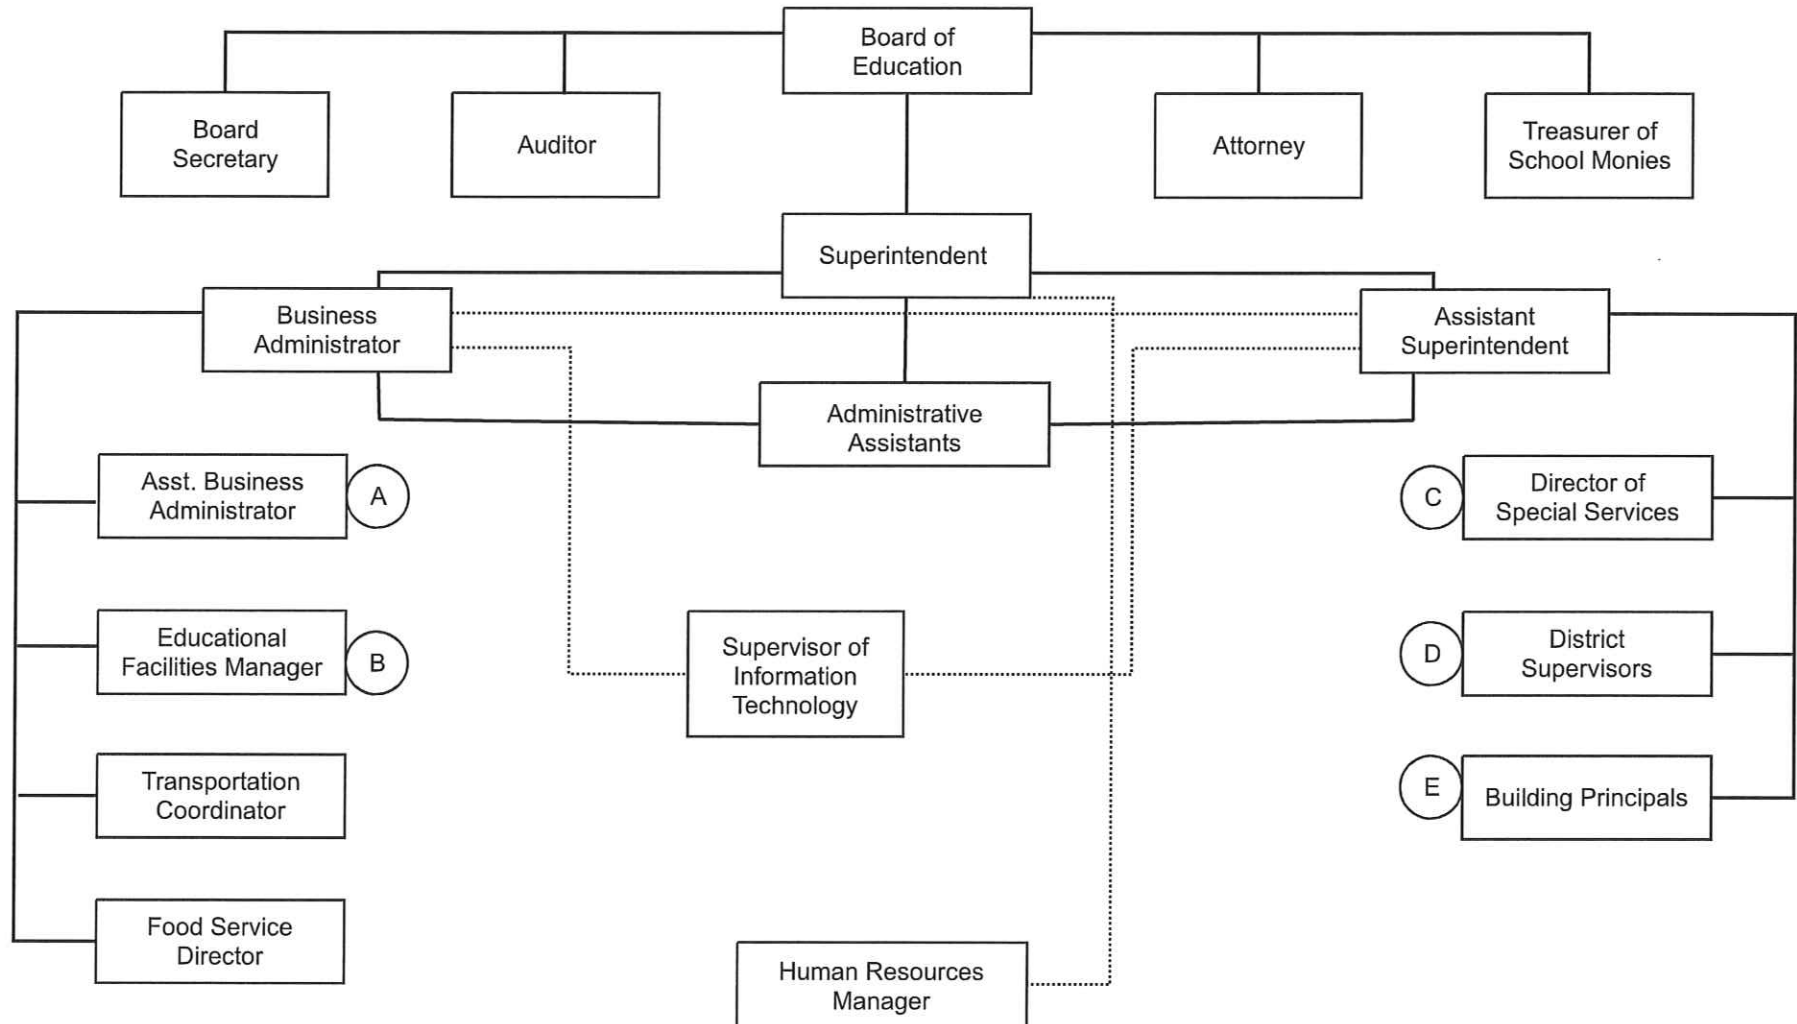 Board of
Education
Board
Secretary
Auditor
Attorney
Treasurer of
School Monies
Superintendent
Business
Administrator
Assistant
Superintendent
Administrative
Assistants
Asst. Business
Administrator
A
C
Director of
Special Services
Educational
Facilities Manager
B
Supervisor of
Information
Technology
D
District
Supervisors
Transportation
Coordinator
E
Building Principals
Food Service
Director
Human Resources
Manager